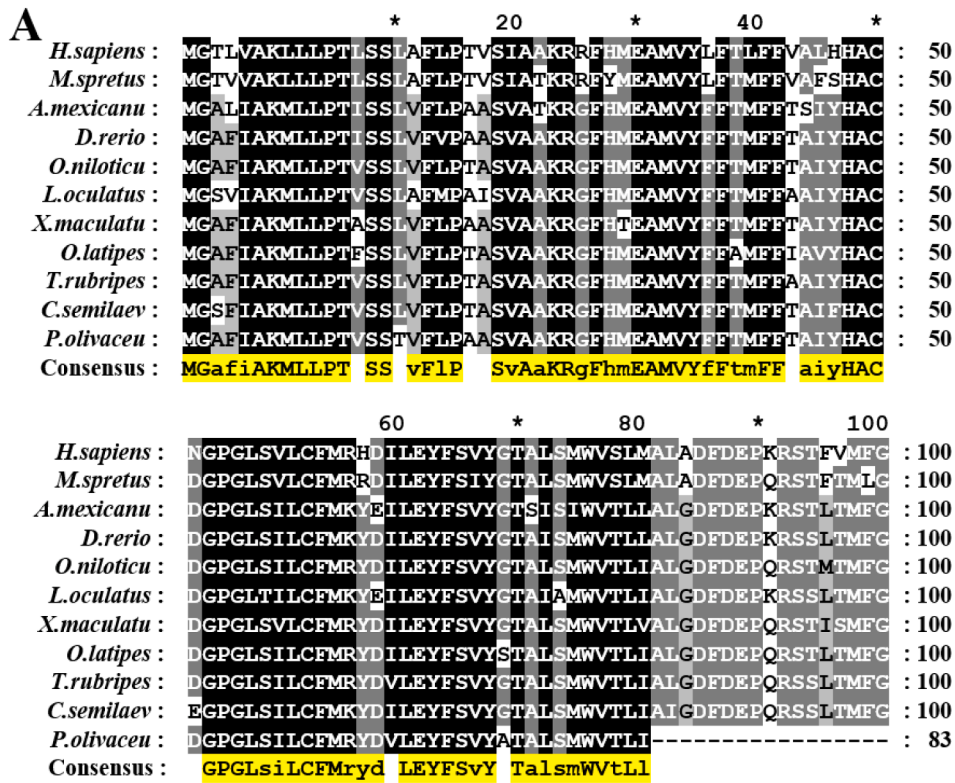 A
* 20 * 40 *
H.sapiens : MGTLVAKLLLPTLSSLAFLPTVSIAAKRRFHMEAMVYLFTLFFVALHHAC : 50
M.spretus : MGTVVAKLLLPTLSSLAFLPTVSIATKRRFYMEAMVYLFTMFFVAFSHAC : 50
A.mexicanu : MGALIAKMLLPTISSLVFLPAASVATKRGFHMEAMVYFFTMFFTSIYHAC : 50
D.rerio : MGAFIAKMLLPTISSLVFVPAASVAAKRGFHMEAMVYFFTMFFTAIYHAC : 50
O.niloticu : MGAFIAKMLLPTVSSLVFLPTASVAAKRGFHMEAMVYFFTMFFTAIYHAC : 50
L.oculatus : MGSVIAKMLLPTVSSLAFMPAISVAAKRGFHMEAMVYFFTMFFAAIYHAC : 50
X.maculatu : MGAFIAKMLLPTASSLVFLPAASVAAKRGFHTEAMVYFFTMFFTAIYHAC : 50
O.latipes : MGAFIAKMLLPTFSSLVFLPTASVAAKRGFHMEAMVYFFAMFFIAVYHAC : 50
T.rubripes : MGAFIAKMLLPTVSSLVFLPTASVAAKRGFHMEAMVYFFTMFFAAIYHAC : 50
C.semilaev : MGSFIAKMLLPTVSSLVFLPTASVAAKRGFHMEAMVYFFTMFFTAIFHAC : 50
P.olivaceu : MGAFIAKMLLPTVSSTVFLPTASVAAKRGFHMEAMVYFFTMFFTAIYHAC : 50
Consensus : MGafiAKMLLPT SS vFlP SvAaKRgFhmEAMVYfFtmFF aiyHAC
60 * 80 * 100
H.sapiens : NGPGLSVLCFMRHDILEYFSVYGTALSMWVSLMALADFDEPKRSTFVMFG : 100
M.spretus : DGPGLSVLCFMRRDILEYFSIYGTALSMWVSLMALADFDEPQRSTFTMLG : 100
A.mexicanu : DGPGLSILCFMKYEILEYFSVYGTSISIWVTLLALGDFDEPKRSTLTMFG : 100
D.rerio : DGPGLSILCFMKYDILEYFSVYGTAISMWVTLLALGDFDEPKRSSLTMFG : 100
O.niloticu : DGPGLSILCFMKYDILEYFSVYGTALSMWVTLIALGDFDEPQRSTMTMFG : 100
L.oculatus : DGPGLTILCFMKYEILEYFSVYGTAIAMWVTLIALGDFDEPKRSSLTMFG : 100
X.maculatu : DGPGLSVLCFMRYDILEYFSVYGTALSMWVTLVALGDFDEPQRSTISMFG : 100
O.latipes : DGPGLSILCFMRYDILEYFSVYSTALSMWVTLIALGDFDEPQRSTLTMFG : 100
T.rubripes : DGPGLSILCFMRYDVLEYFSVYGTALSMWVTLIALGDFDEPQRSSLTMFG : 100
C.semilaev : EGPGLSILCFMKYDILEYFSVYGTALSMWVTLIAIGDFDEPQRSSLTMFG : 100
P.olivaceu : DGPGLSILCFMRYDVLEYFSVYATALSMWVTLI----------------- : 83
Consensus : GPGLsiLCFMryd LEYFSvY TalsmWVtLl